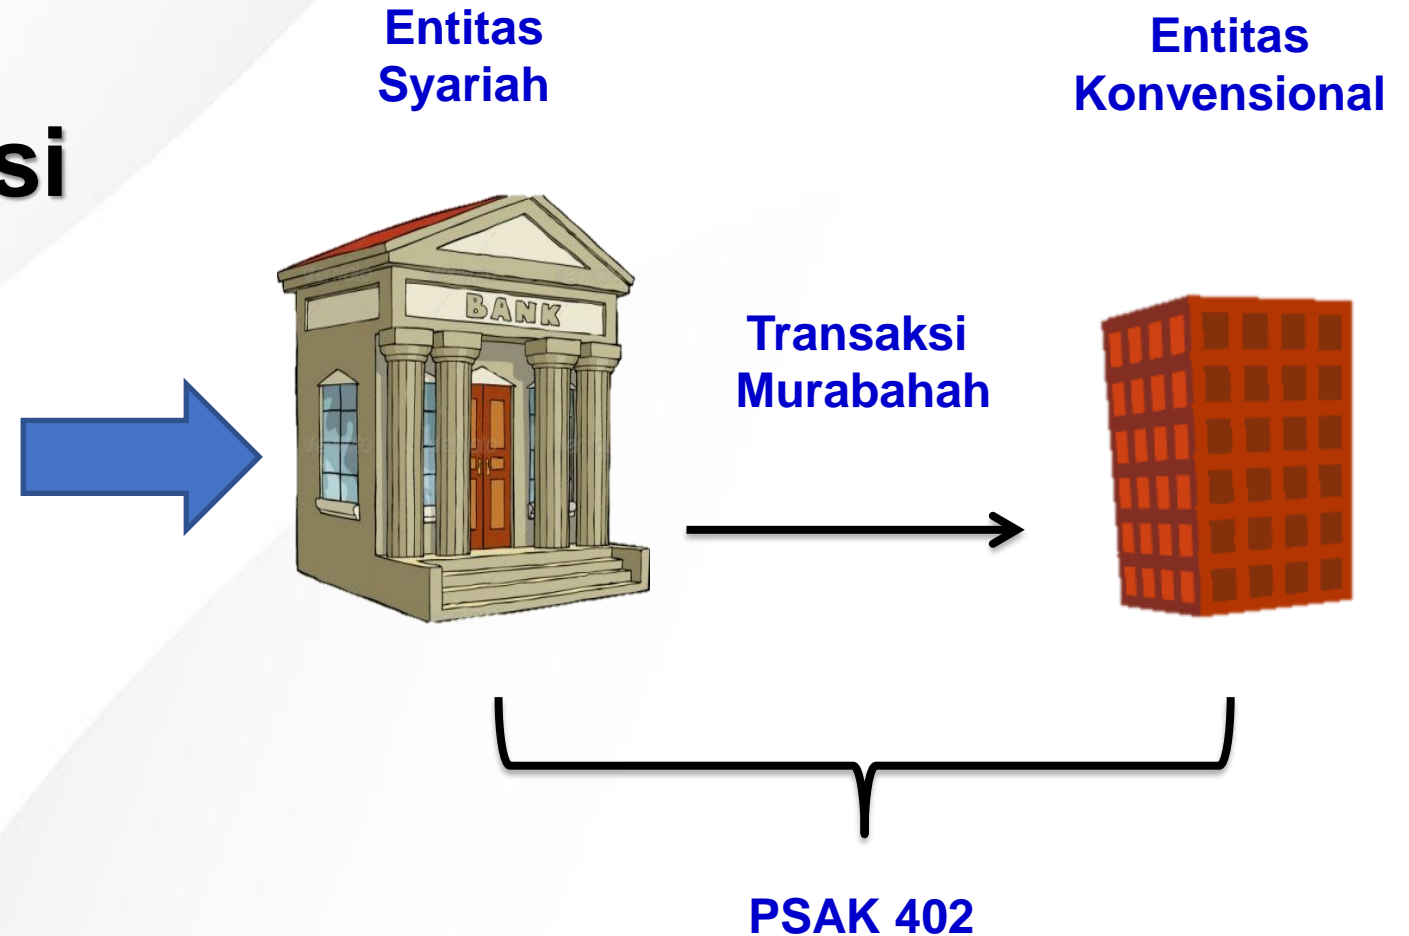 Entitas
Syariah
Entitas
Konvensional
si
BANK
Transaksi
Murabahah
PSAK 402